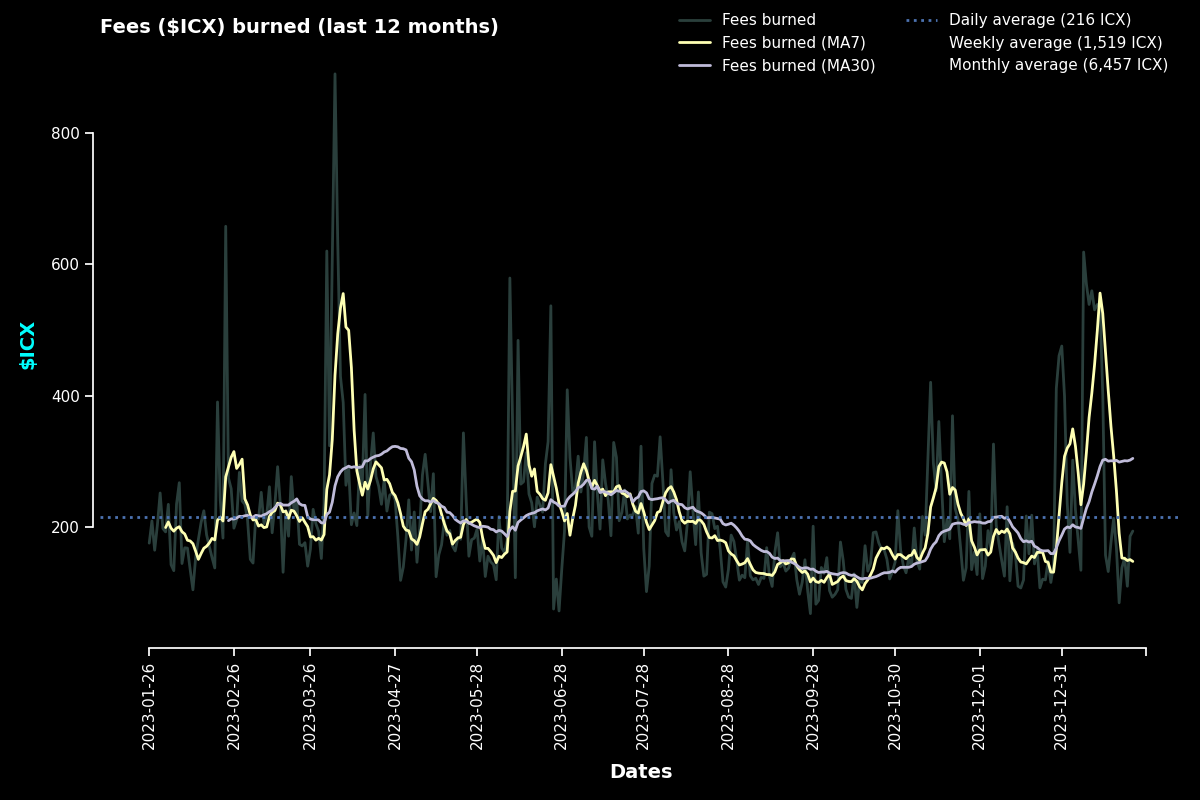 Fees ($ICX) burned (last 12 months)
Fees burned
Fees burned (MA7)
Fees burned (MA30)
Daily average (216 ICX)
Weekly average (1,519 ICX)
Monthly average (6,457 ICX)
800
600
400
200
$ICX
2023-01-26
2023-02-26
2023-03-26
2023-04-27
2023-05-28
2023-06-28
2023-07-28
2023-08-28
2023-09-28
2023-10-30
2023-12-01
2023-12-31
Dates